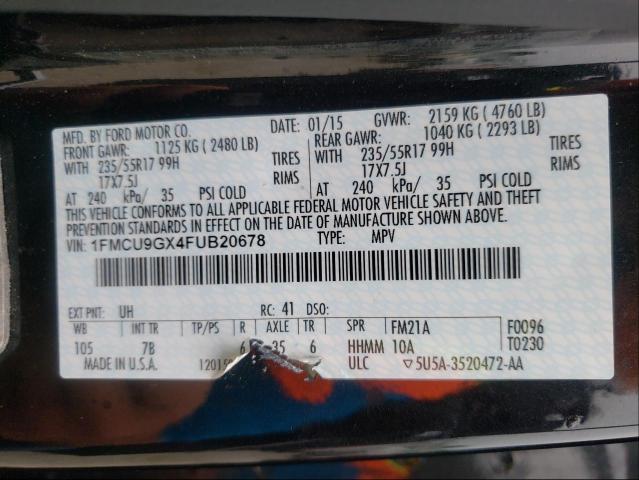 MFD. BY FORD MOTOR CO. DATE: 01/15 GVWR: 2159 KG ( 4760 LB)
FRONT GAWR: 1125 KG ( 2480 LB) REAR GAWR: 1040 KG ( 2293 LB)
WITH 235/55R17 99H TIRES WITH 235/55R17 99H TIRES
17X7.5J RIMS 17X7.5J RIMS
AT 240 kPa/ 35 PSI COLD AT 240 kPa/ 35 PSI COLD
THIS VEHICLE CONFORMS TO ALL APPLICABLE FEDERAL MOTOR VEHICLE SAFETY AND THEFT
PREVENTION STANDARDS IN EFFECT ON THE DATE OF MANUFACTURE SHOWN ABOVE.
VIN: 1FMCU9GX4FUB20678 TYPE: MPV
EXT PNT: UH RC: 41 DSO:
WB INT TR TP/PS R AXLE TR SPR FM21A F0096
105 7B 6 35 6 HHMM 10A T0230
MADE IN U.S.A. ULC ▽5U5A-3520472-AA